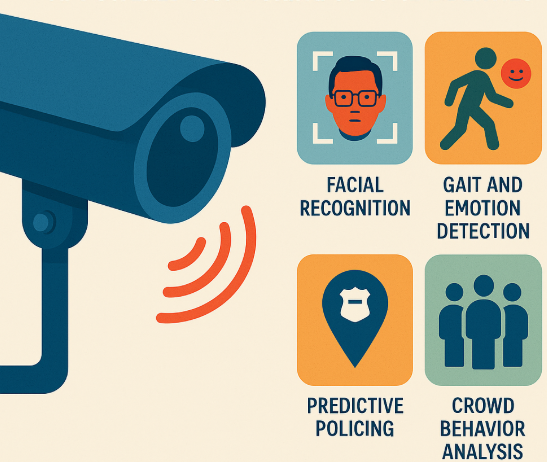 FACIAL
RECOGNITION
GAIT AND
EMOTION
DETECTION
PREDICTIVE
POLICING
CROWD
BEHAVIOR
ANALYSIS